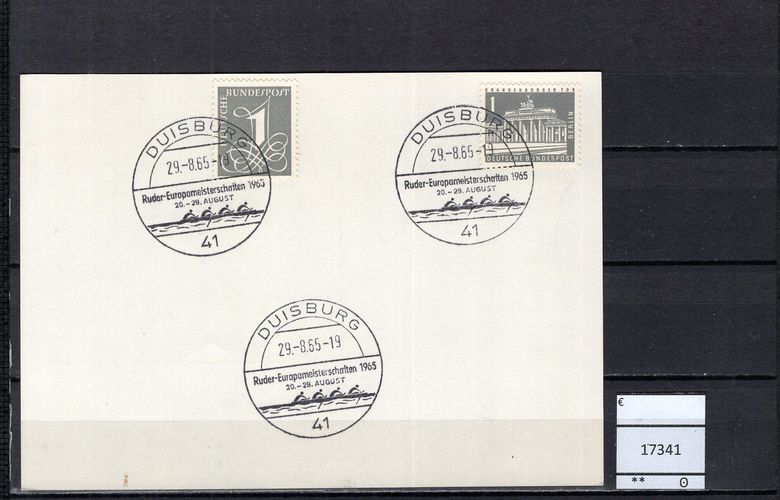 DEUTSCHE BUNDESPOST
1
DUISBURG
29.-8.65-19
Ruder-Europameisterschaften 1965
20.-29. AUGUST
41
BRANDENBURGER TOR
1
BERLIN
DEUTSCHE BUNDESPOST
DUISBURG
29.-8.65-19
Ruder-Europameisterschaften 1965
20.-29. AUGUST
41
DUISBURG
29.-8.65-19
Ruder-Europameisterschaften 1965
20.-29. AUGUST
41
€
17341
** 0